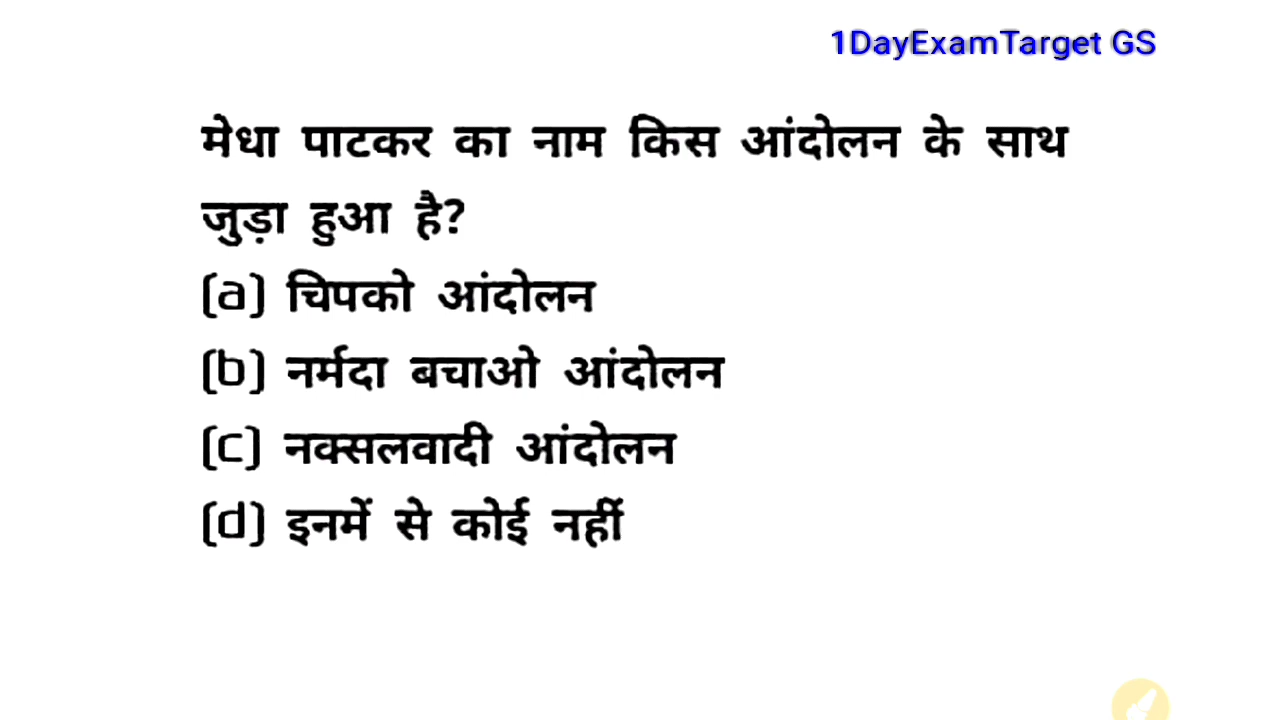 1DayExamTarget GS
मेधा पाटकर का नाम किस आंदोलन के साथ
जुड़ा हुआ है?
(a) चिपको आंदोलन
(b) नर्मदा बचाओ आंदोलन
(c) नक्सलवादी आंदोलन
(d) इनमें से कोई नहीं